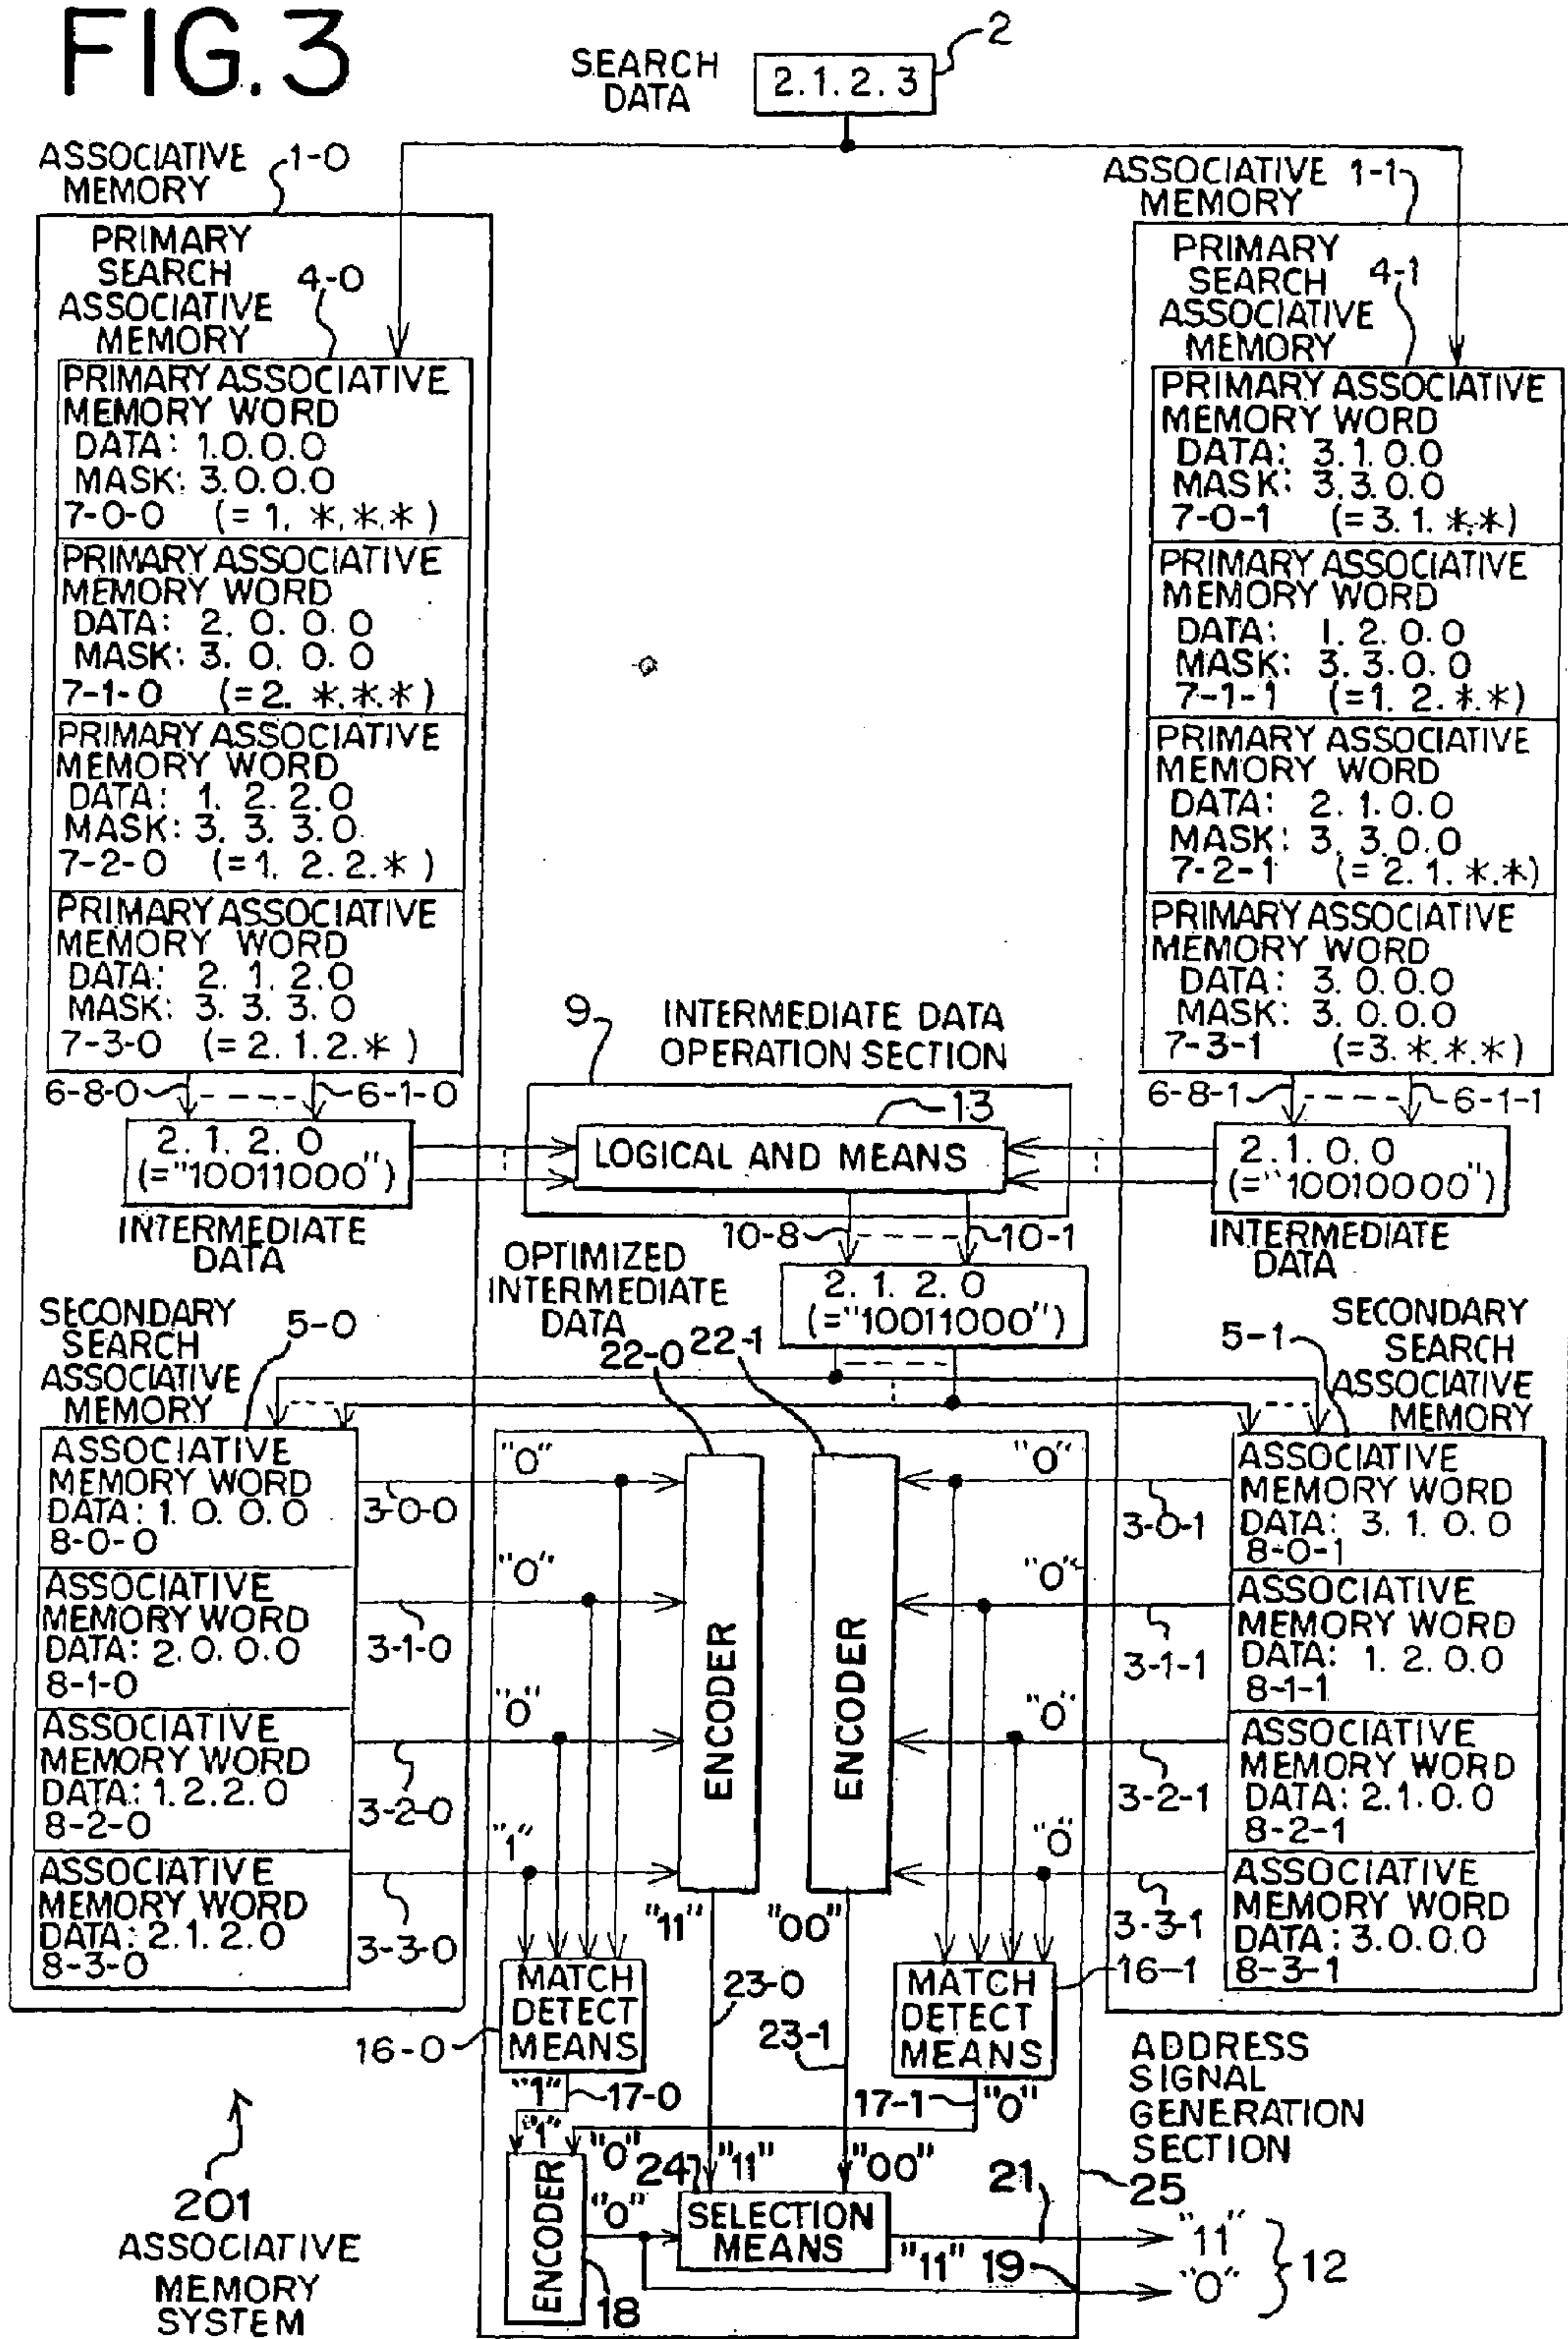 FIG. 3
SEARCH
DATA
2.1.2.3
2
ASSOCIATIVE
MEMORY
1-0
PRIMARY
SEARCH
ASSOCIATIVE
MEMORY
4-0
PRIMARY ASSOCIATIVE
MEMORY WORD
DATA: 1.0.0.0
MASK: 3.0.0.0
7-0-0 (= 1. *.*.*)
PRIMARY ASSOCIATIVE
MEMORY WORD
DATA: 2. 0. 0. 0
MASK: 3. 0. 0. 0
7-1-0 (= 2. *.*.*)
PRIMARY ASSOCIATIVE
MEMORY WORD
DATA: 1. 2. 2. 0
MASK: 3. 3. 3. 0
7-2-0 (= 1. 2. 2. *)
PRIMARY ASSOCIATIVE
MEMORY WORD
DATA: 2. 1. 2. 0
MASK: 3. 3. 3. 0
7-3-0 (= 2. 1. 2. *)
6-8-0
6-1-0
2. 1. 2. 0
(="10011000")
INTERMEDIATE
DATA
ASSOCIATIVE 1-1
MEMORY
PRIMARY
SEARCH
ASSOCIATIVE
MEMORY
4-1
PRIMARY ASSOCIATIVE
MEMORY WORD
DATA: 3. 1. 0. 0
MASK: 3. 3. 0. 0
7-0-1 (= 3. 1. *.*)
PRIMARY ASSOCIATIVE
MEMORY WORD
DATA: 1. 2. 0. 0
MASK: 3. 3. 0. 0
7-1-1 (= 1. 2. *.*)
PRIMARY ASSOCIATIVE
MEMORY WORD
DATA: 2. 1. 0. 0
MASK: 3. 3. 0. 0
7-2-1 (= 2. 1. *.*)
PRIMARY ASSOCIATIVE
MEMORY WORD
DATA: 3. 0. 0. 0
MASK: 3. 0. 0. 0
7-3-1 (=3. *.*.*)
6-8-1
6-1-1
2. 1. 0. 0
(="10010000")
INTERMEDIATE
DATA
9
INTERMEDIATE DATA
OPERATION SECTION
13
LOGICAL AND MEANS
10-8
10-1
OPTIMIZED
INTERMEDIATE
DATA
2. 1. 2. 0
(="10011000")
SECONDARY
SEARCH
ASSOCIATIVE
MEMORY
5-0
ASSOCIATIVE
MEMORY WORD
DATA: 1. 0. 0. 0
8-0-0
ASSOCIATIVE
MEMORY WORD
DATA: 2. 0. 0. 0
8-1-0
ASSOCIATIVE
MEMORY WORD
DATA: 1. 2. 2. 0
8-2-0
ASSOCIATIVE
MEMORY WORD
DATA: 2. 1. 2. 0
8-3-0
3-0-0
3-1-0
3-2-0
3-3-0
"0"
"0"
"0"
"1"
22-0
22-1
ENCODER
ENCODER
"0"
"0"
"0"
"0"
3-0-1
3-1-1
3-2-1
3-3-1
5-1
SECONDARY
SEARCH
ASSOCIATIVE
MEMORY
ASSOCIATIVE
MEMORY WORD
DATA: 3. 1. 0. 0
8-0-1
ASSOCIATIVE
MEMORY WORD
DATA: 1. 2. 0. 0
8-1-1
ASSOCIATIVE
MEMORY WORD
DATA: 2. 1. 0. 0
8-2-1
ASSOCIATIVE
MEMORY WORD
DATA: 3. 0. 0. 0
8-3-1
"11"
"00"
MATCH
DETECT
MEANS
16-0
23-0
23-1
MATCH
DETECT
MEANS
16-1
"1"
17-0
17-1
"0"
"1"
"0"
24
"11"
"00"
ENCODER
18
"0"
SELECTION
MEANS
"11"
21
19
25
ADDRESS
SIGNAL
GENERATION
SECTION
"11"
"0"
12
201
ASSOCIATIVE
MEMORY
SYSTEM